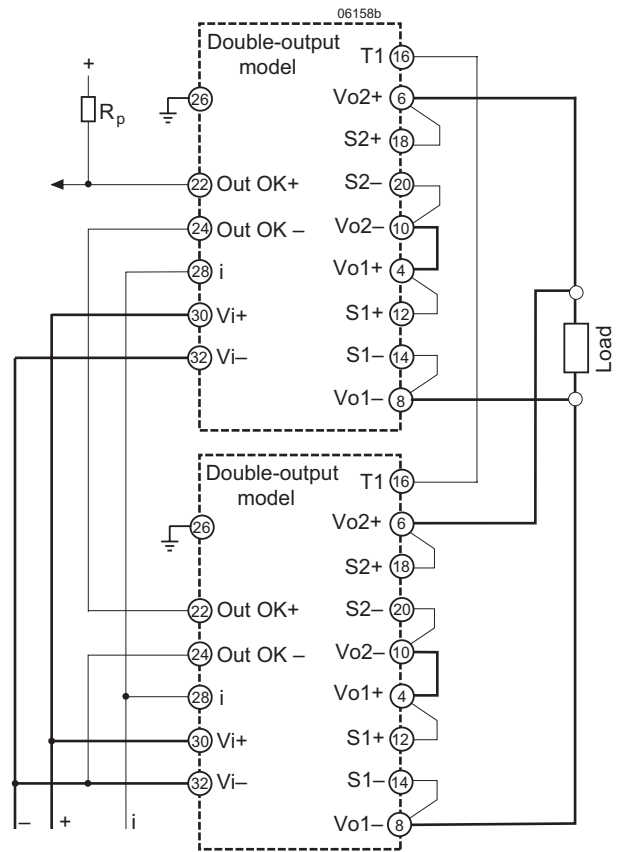 06158b
Double-output
model
T1 16
+
26
Vo2+ 6
Rp
S2+ 18
22 Out OK+
S2– 20
24 Out OK –
Vo2– 10
28 i
Vo1+ 4
30 Vi+
S1+ 12
32 Vi–
S1– 14
Load
Vo1– 8
Double-output
model
T1 16
26
Vo2+ 6
S2+ 18
22 Out OK+
S2– 20
24 Out OK –
Vo2– 10
28 i
Vo1+ 4
30 Vi+
S1+ 12
32 Vi–
S1– 14
– + i
Vo1– 8